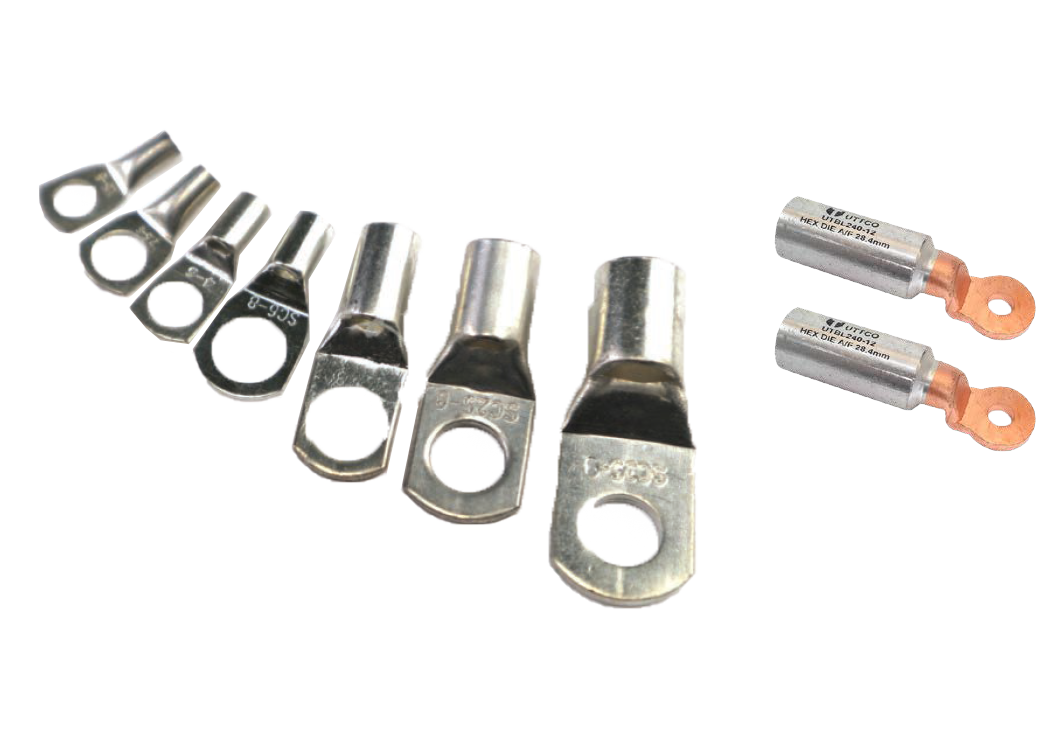 SC6-8
SC25-8
SC35-8
UTTCO
UTBL240-12
HEX DIE A/F 28.4mm
UTTCO
UTBL240-12
HEX DIE A/F 28.4mm